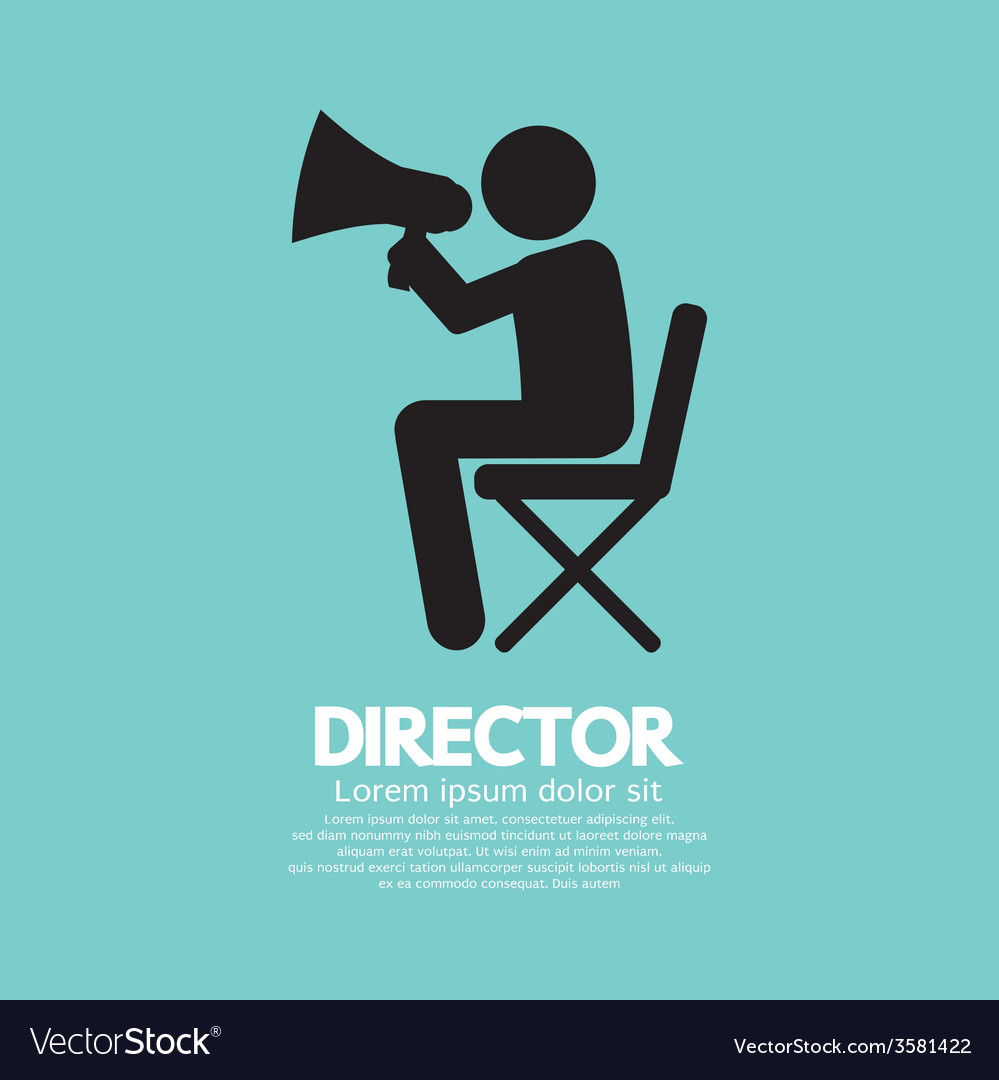 DIRECTOR
Lorem ipsum dolor sit
Lorem ipsum dolor sit amet, consectetuer adipiscing elit,
sed diam nonummy nibh euismod tincidunt ut laoreet dolore magna
aliquam erat volutpat. Ut wisi enim ad minim veniam,
quis nostrud exerci tation ullamcorper suscipit lobortis nisl ut aliquip
ex ea commodo consequat. Duis autem
VectorStock®
VectorStock.com/3581422